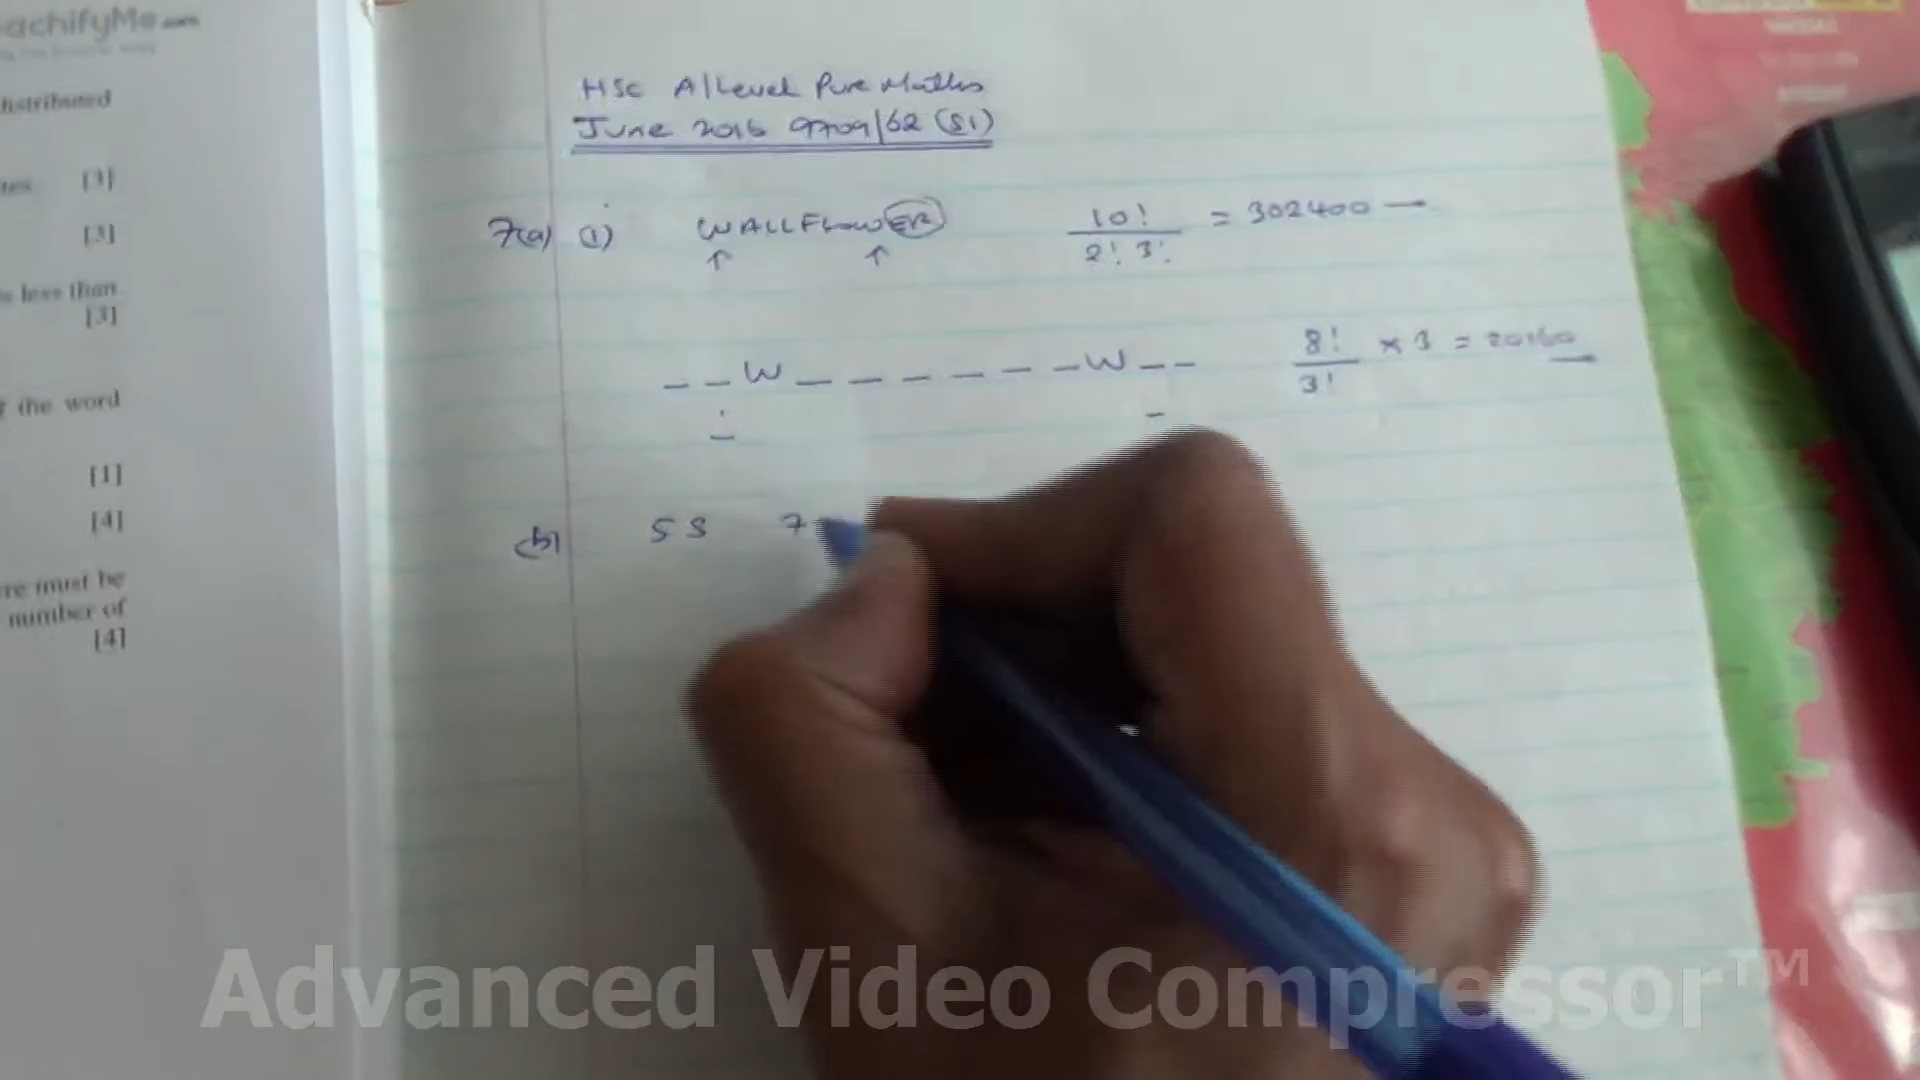 HSC A/Level Pure Maths
June 2016 9709/62 (S1)
7(a) (i) WALLFLOWER 10! / 2! 3! = 302400
_ _ W _ _ _ _ _ _ W _ _ 8! / 3! × 3 = 20160
(b) 5 S 7
istributed
[3]
[3]
is less than
[3]
the word
[1]
[4]
re must be
number of
[4]
Advanced Video Compressor™